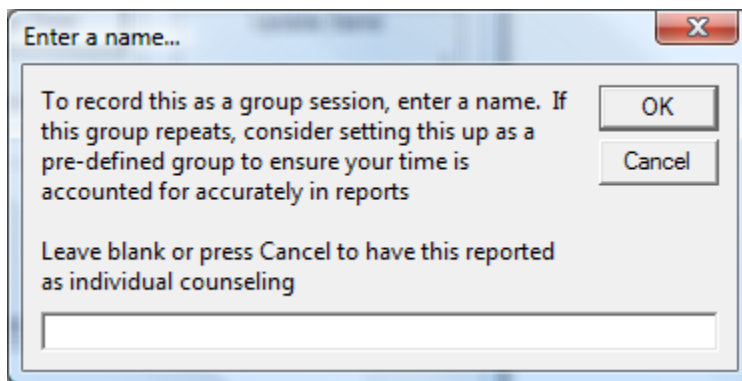 Enter a name...
To record this as a group session, enter a name. If
this group repeats, consider setting this up as a
pre-defined group to ensure your time is
accounted for accurately in reports
OK
Cancel
Leave blank or press Cancel to have this reported
as individual counseling